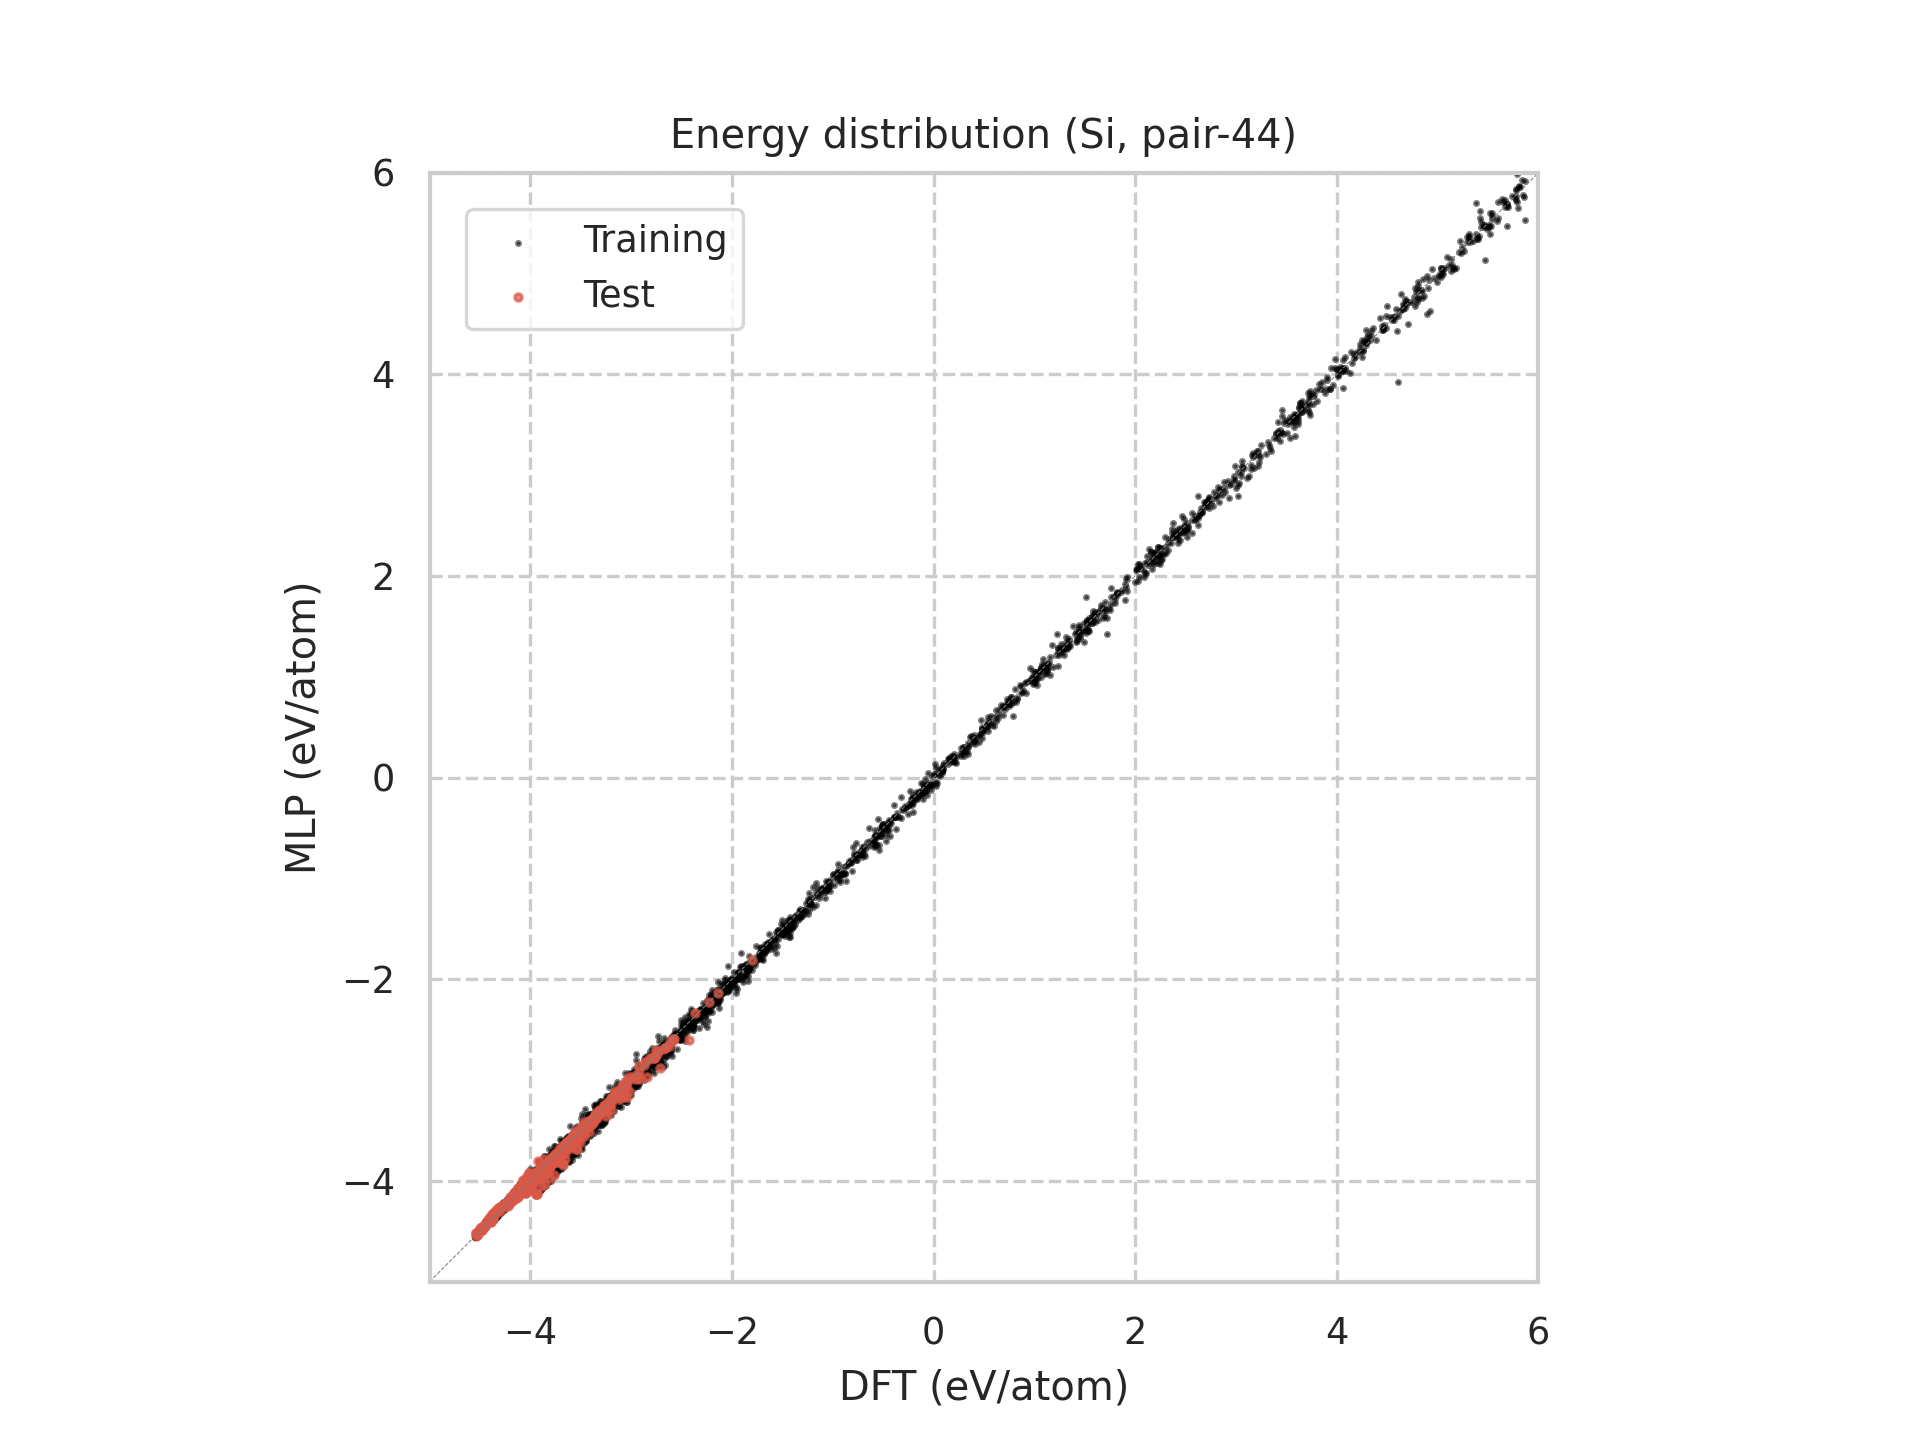 Energy distribution (Si, pair-44)
6
4
2
0
−2
−4
MLP (eV/atom)
Training
Test
−4 −2 0 2 4 6
DFT (eV/atom)